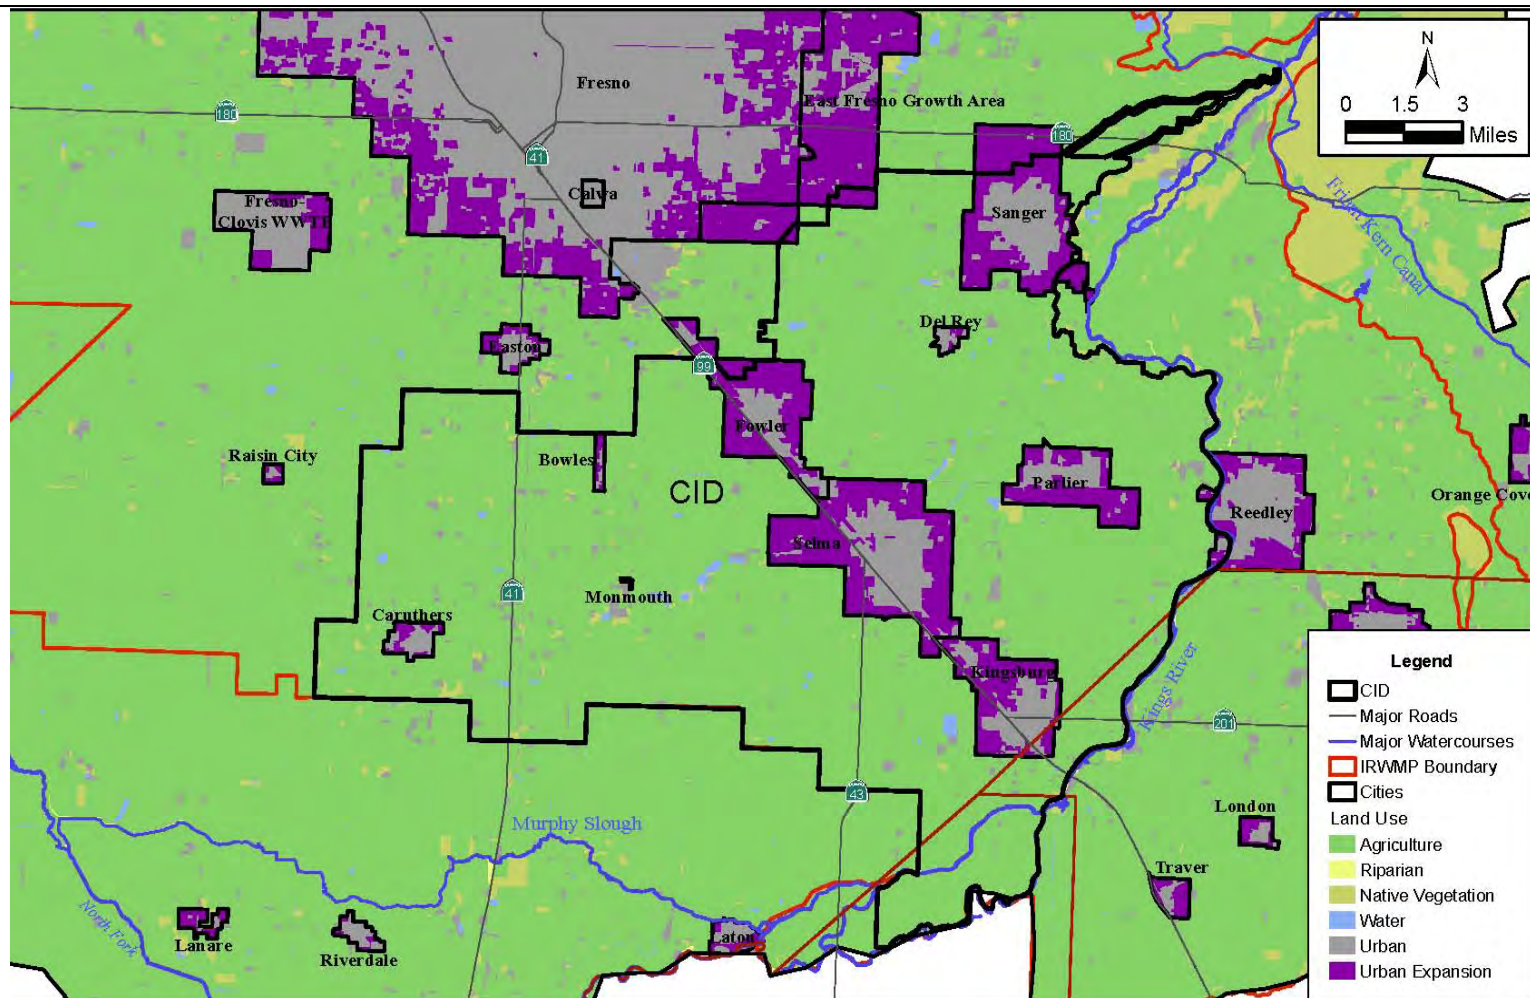 N
0 1.5 3
Miles
Fresno
East Fresno Growth Area
180
180
41
Calwa
Fresno-
Clovis WWTF
Sanger
Friant Kern Canal
Del Rey
Easton
99
Fowler
Raisin City
Bowles
CID
Parlier
Reedley
Orange Cove
Selma
41
Monmouth
Caruthers
Kingsburg
Kings River
201
43
Murphy Slough
London
Traver
North Fork
Lanare
Riverdale
Laton
Legend
CID
Major Roads
Major Watercourses
IRWMP Boundary
Cities
Land Use
Agriculture
Riparian
Native Vegetation
Water
Urban
Urban Expansion